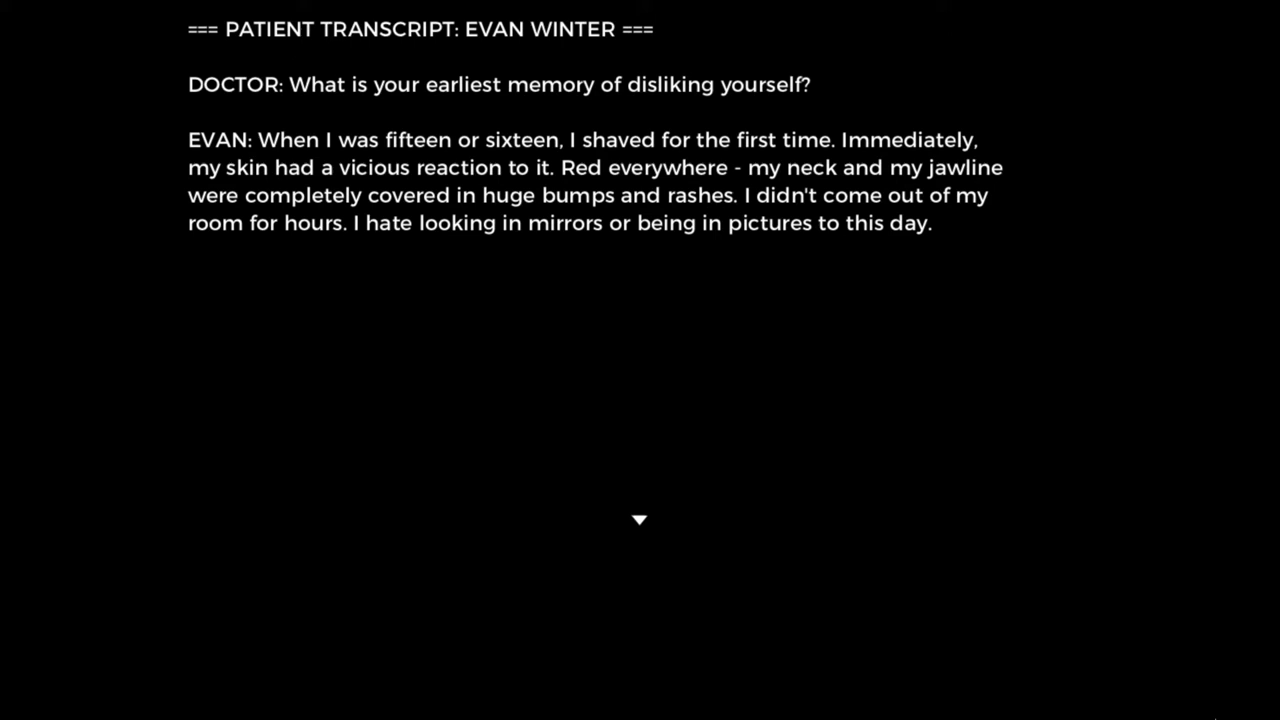 === PATIENT TRANSCRIPT: EVAN WINTER ===
DOCTOR: What is your earliest memory of disliking yourself?
EVAN: When I was fifteen or sixteen, I shaved for the first time. Immediately,
my skin had a vicious reaction to it. Red everywhere - my neck and my jawline
were completely covered in huge bumps and rashes. I didn't come out of my
room for hours. I hate looking in mirrors or being in pictures to this day.